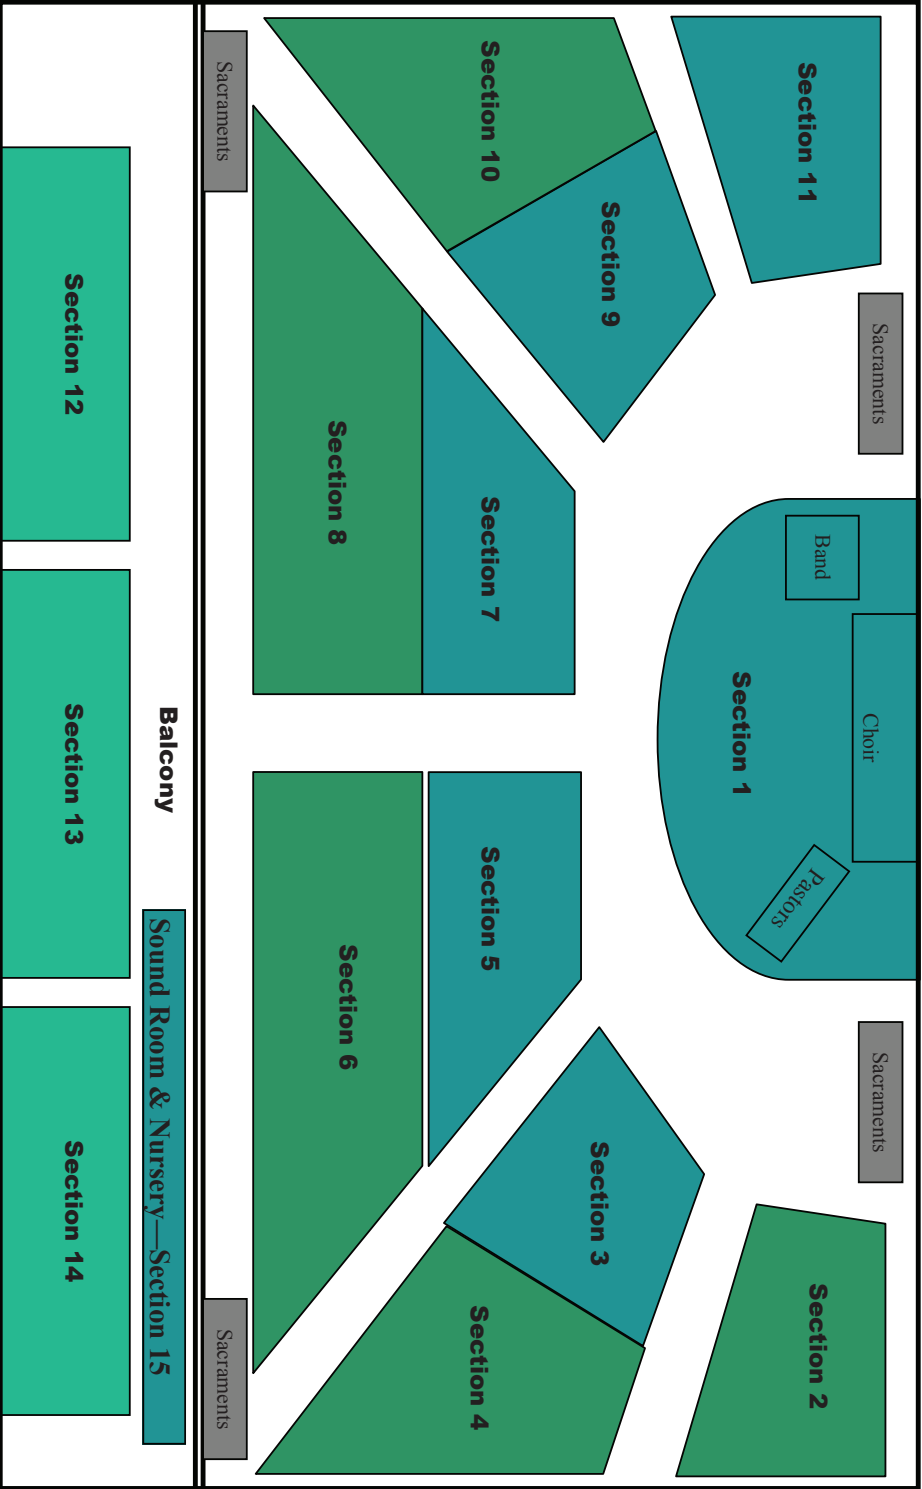 Sacraments
Choir
Sacraments
Section 11
Band
Pastors
Section 2
Section 1
Section 9
Section 3
Section 10
Section 7
Section 5
Section 4
Section 8
Section 6
Sacraments
Sacraments
Balcony
Sound Room & Nursery—Section 15
Section 12
Section 13
Section 14